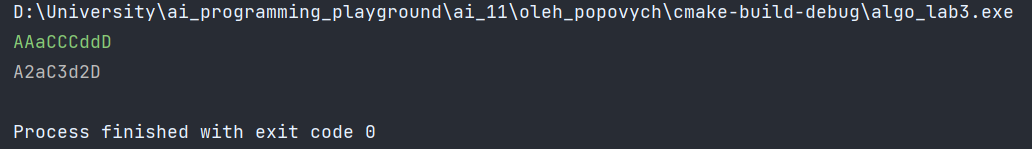 D:\University\ai_programming_playground\ai_11\oleh_popovych\cmake-build-debug\algo_lab3.exe
AAaCCCddD
A2aC3d2D
Process finished with exit code 0